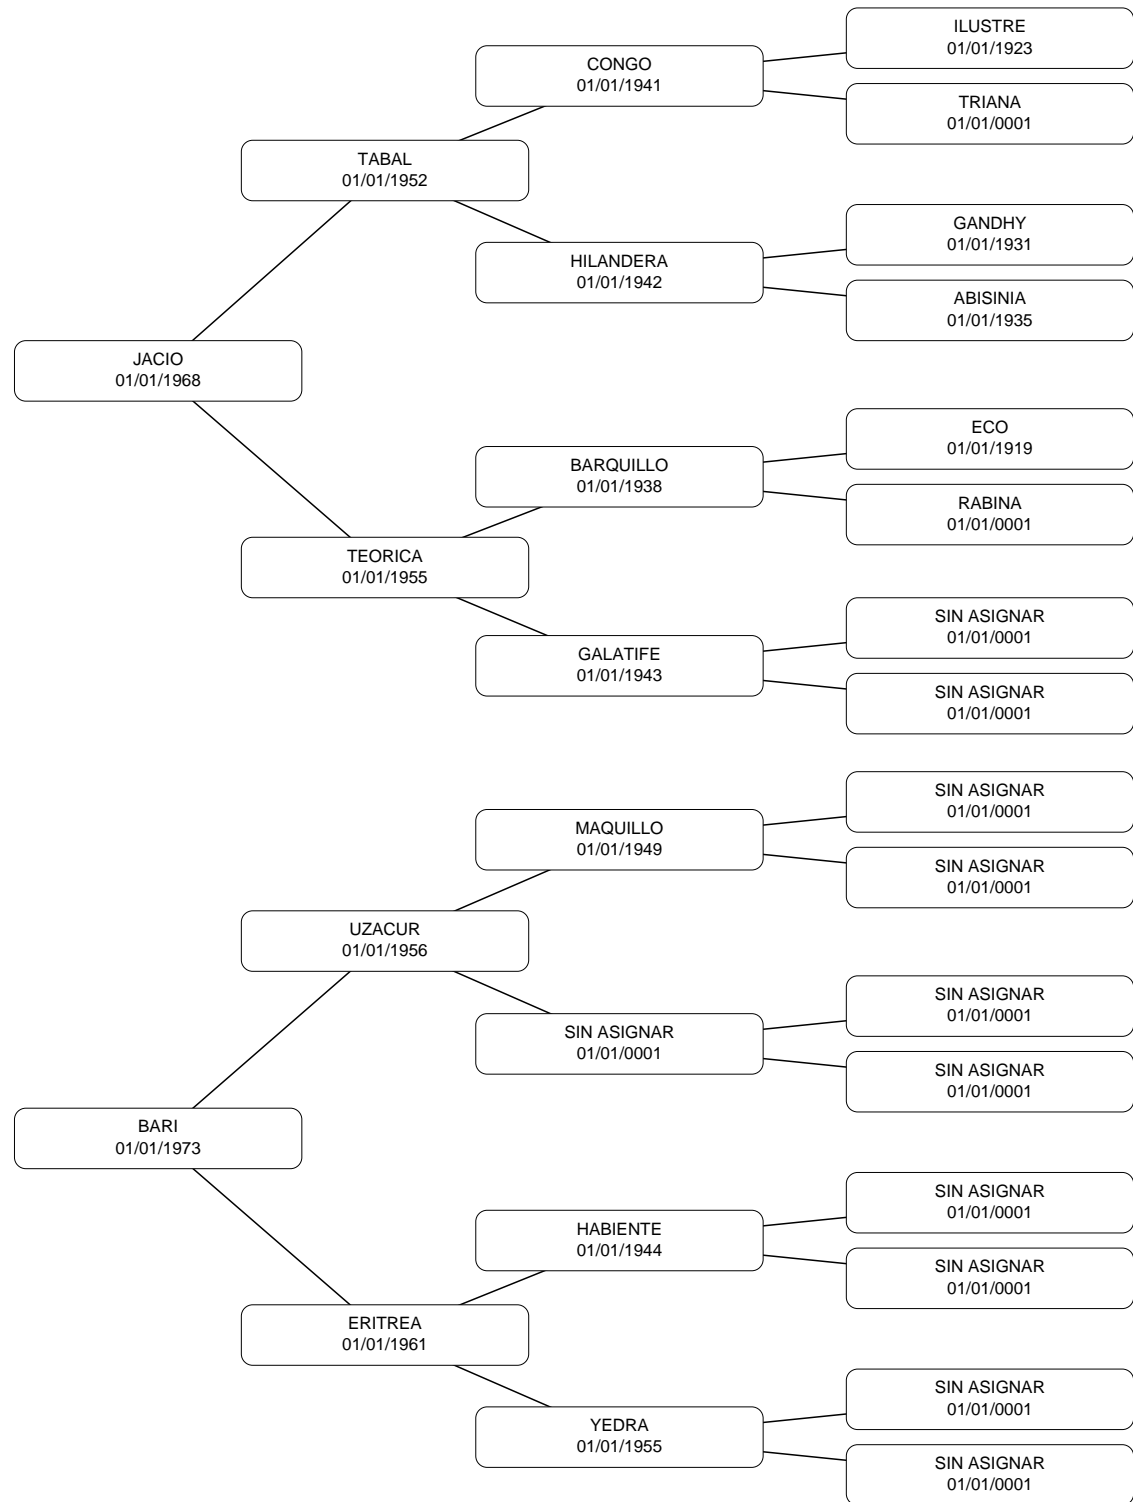 ILUSTRE
01/01/1923
CONGO
01/01/1941
TRIANA
01/01/0001
TABAL
01/01/1952
GANDHY
01/01/1931
HILANDERA
01/01/1942
ABISINIA
01/01/1935
JACIO
01/01/1968
ECO
01/01/1919
BARQUILLO
01/01/1938
RABINA
01/01/0001
TEORICA
01/01/1955
SIN ASIGNAR
01/01/0001
GALATIFE
01/01/1943
SIN ASIGNAR
01/01/0001
SIN ASIGNAR
01/01/0001
MAQUILLO
01/01/1949
SIN ASIGNAR
01/01/0001
UZACUR
01/01/1956
SIN ASIGNAR
01/01/0001
SIN ASIGNAR
01/01/0001
SIN ASIGNAR
01/01/0001
BARI
01/01/1973
SIN ASIGNAR
01/01/0001
HABIENTE
01/01/1944
SIN ASIGNAR
01/01/0001
ERITREA
01/01/1961
SIN ASIGNAR
01/01/0001
YEDRA
01/01/1955
SIN ASIGNAR
01/01/0001